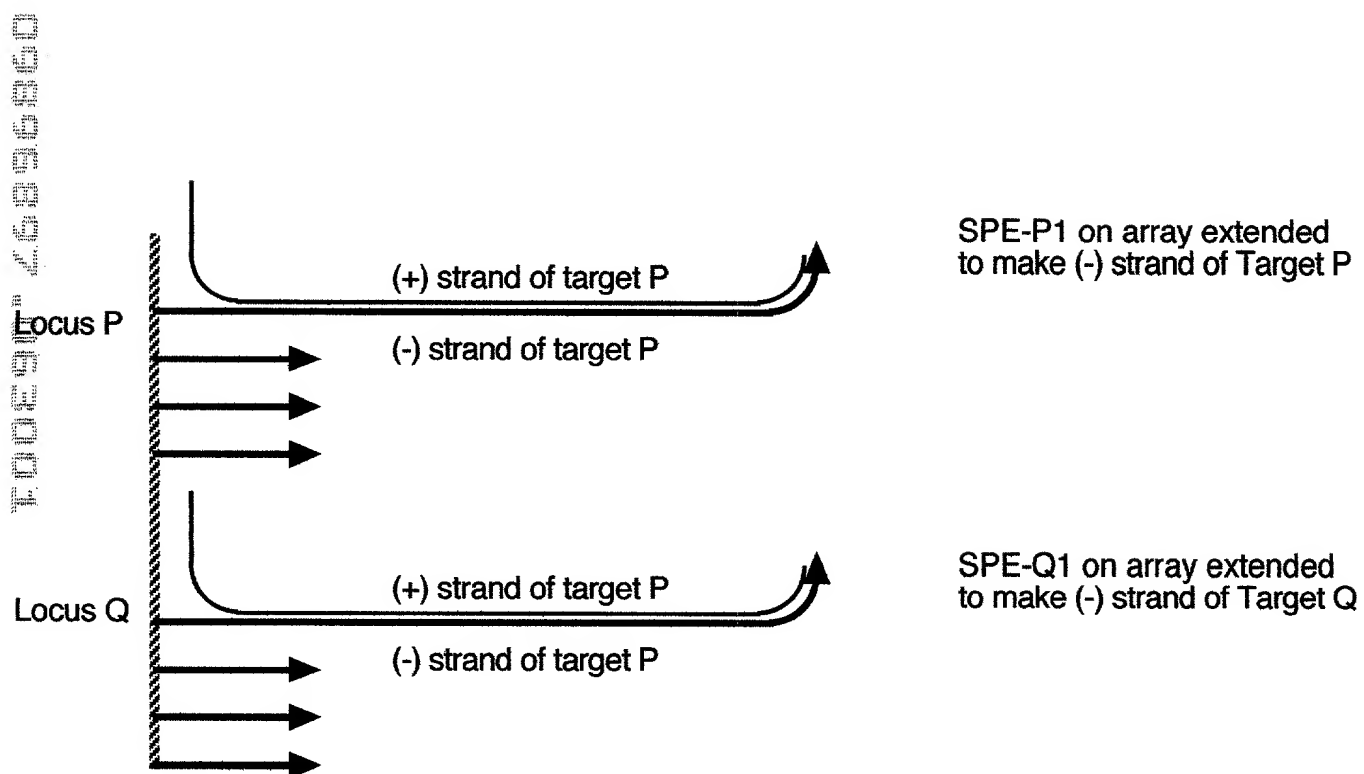 SPE-P1 on array extended
to make (-) strand of Target P
(+) strand of target P
Locus P
(-) strand of target P
SPE-Q1 on array extended
to make (-) strand of Target Q
(+) strand of target P
Locus Q
(-) strand of target P